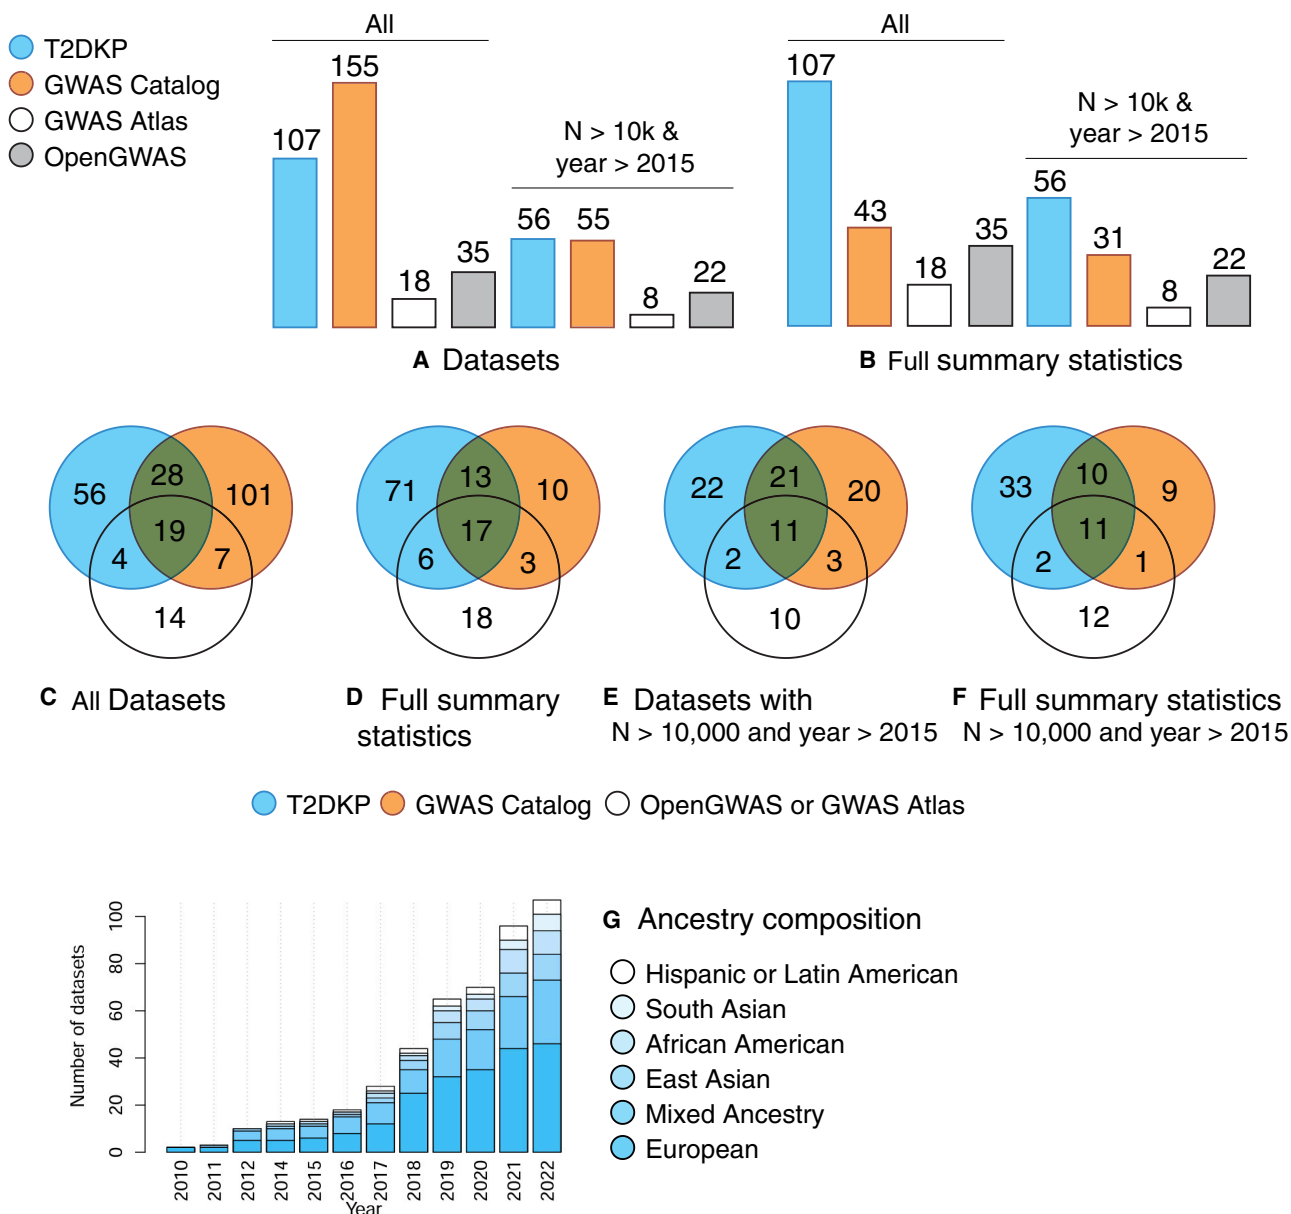 T2DKP
GWAS Catalog
GWAS Atlas
OpenGWAS
All
107
155
18
35
N > 10k &
year > 2015
56
55
8
22
A Datasets
All
107
43
18
35
N > 10k &
year > 2015
56
31
8
22
B Full summary statistics
56
28
101
19
4
7
14
C All Datasets
71
13
10
17
6
3
18
D Full summary
statistics
22
21
20
11
2
3
10
E Datasets with
N > 10,000 and year > 2015
33
10
9
11
2
1
12
F Full summary statistics
N > 10,000 and year > 2015
T2DKP GWAS Catalog OpenGWAS or GWAS Atlas
Number of datasets
100
80
60
40
20
0
2010 2011 2012 2014 2015 2016 2017 2018 2019 2020 2021 2022
Year
G Ancestry composition
Hispanic or Latin American
South Asian
African American
East Asian
Mixed Ancestry
European